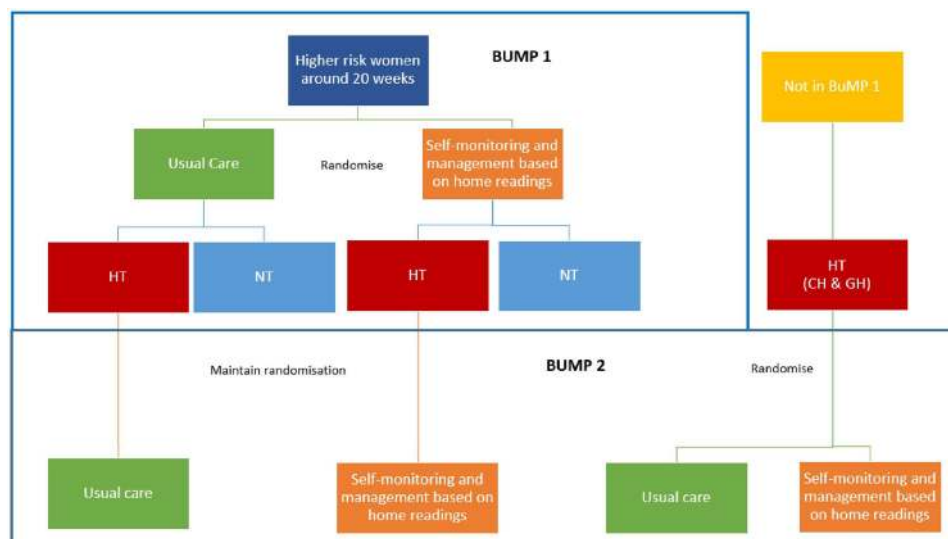 BUMP 1
Higher risk women
around 20 weeks
Not in BuMP 1
Usual Care
Randomise
Self-monitoring and
management based
on home readings
HT
NT
HT
NT
HT
(CH & GH)
Maintain randomisation
BUMP 2
Randomise
Usual care
Self-monitoring and
management based on
home readings
Usual care
Self-monitoring and
management based
on home readings